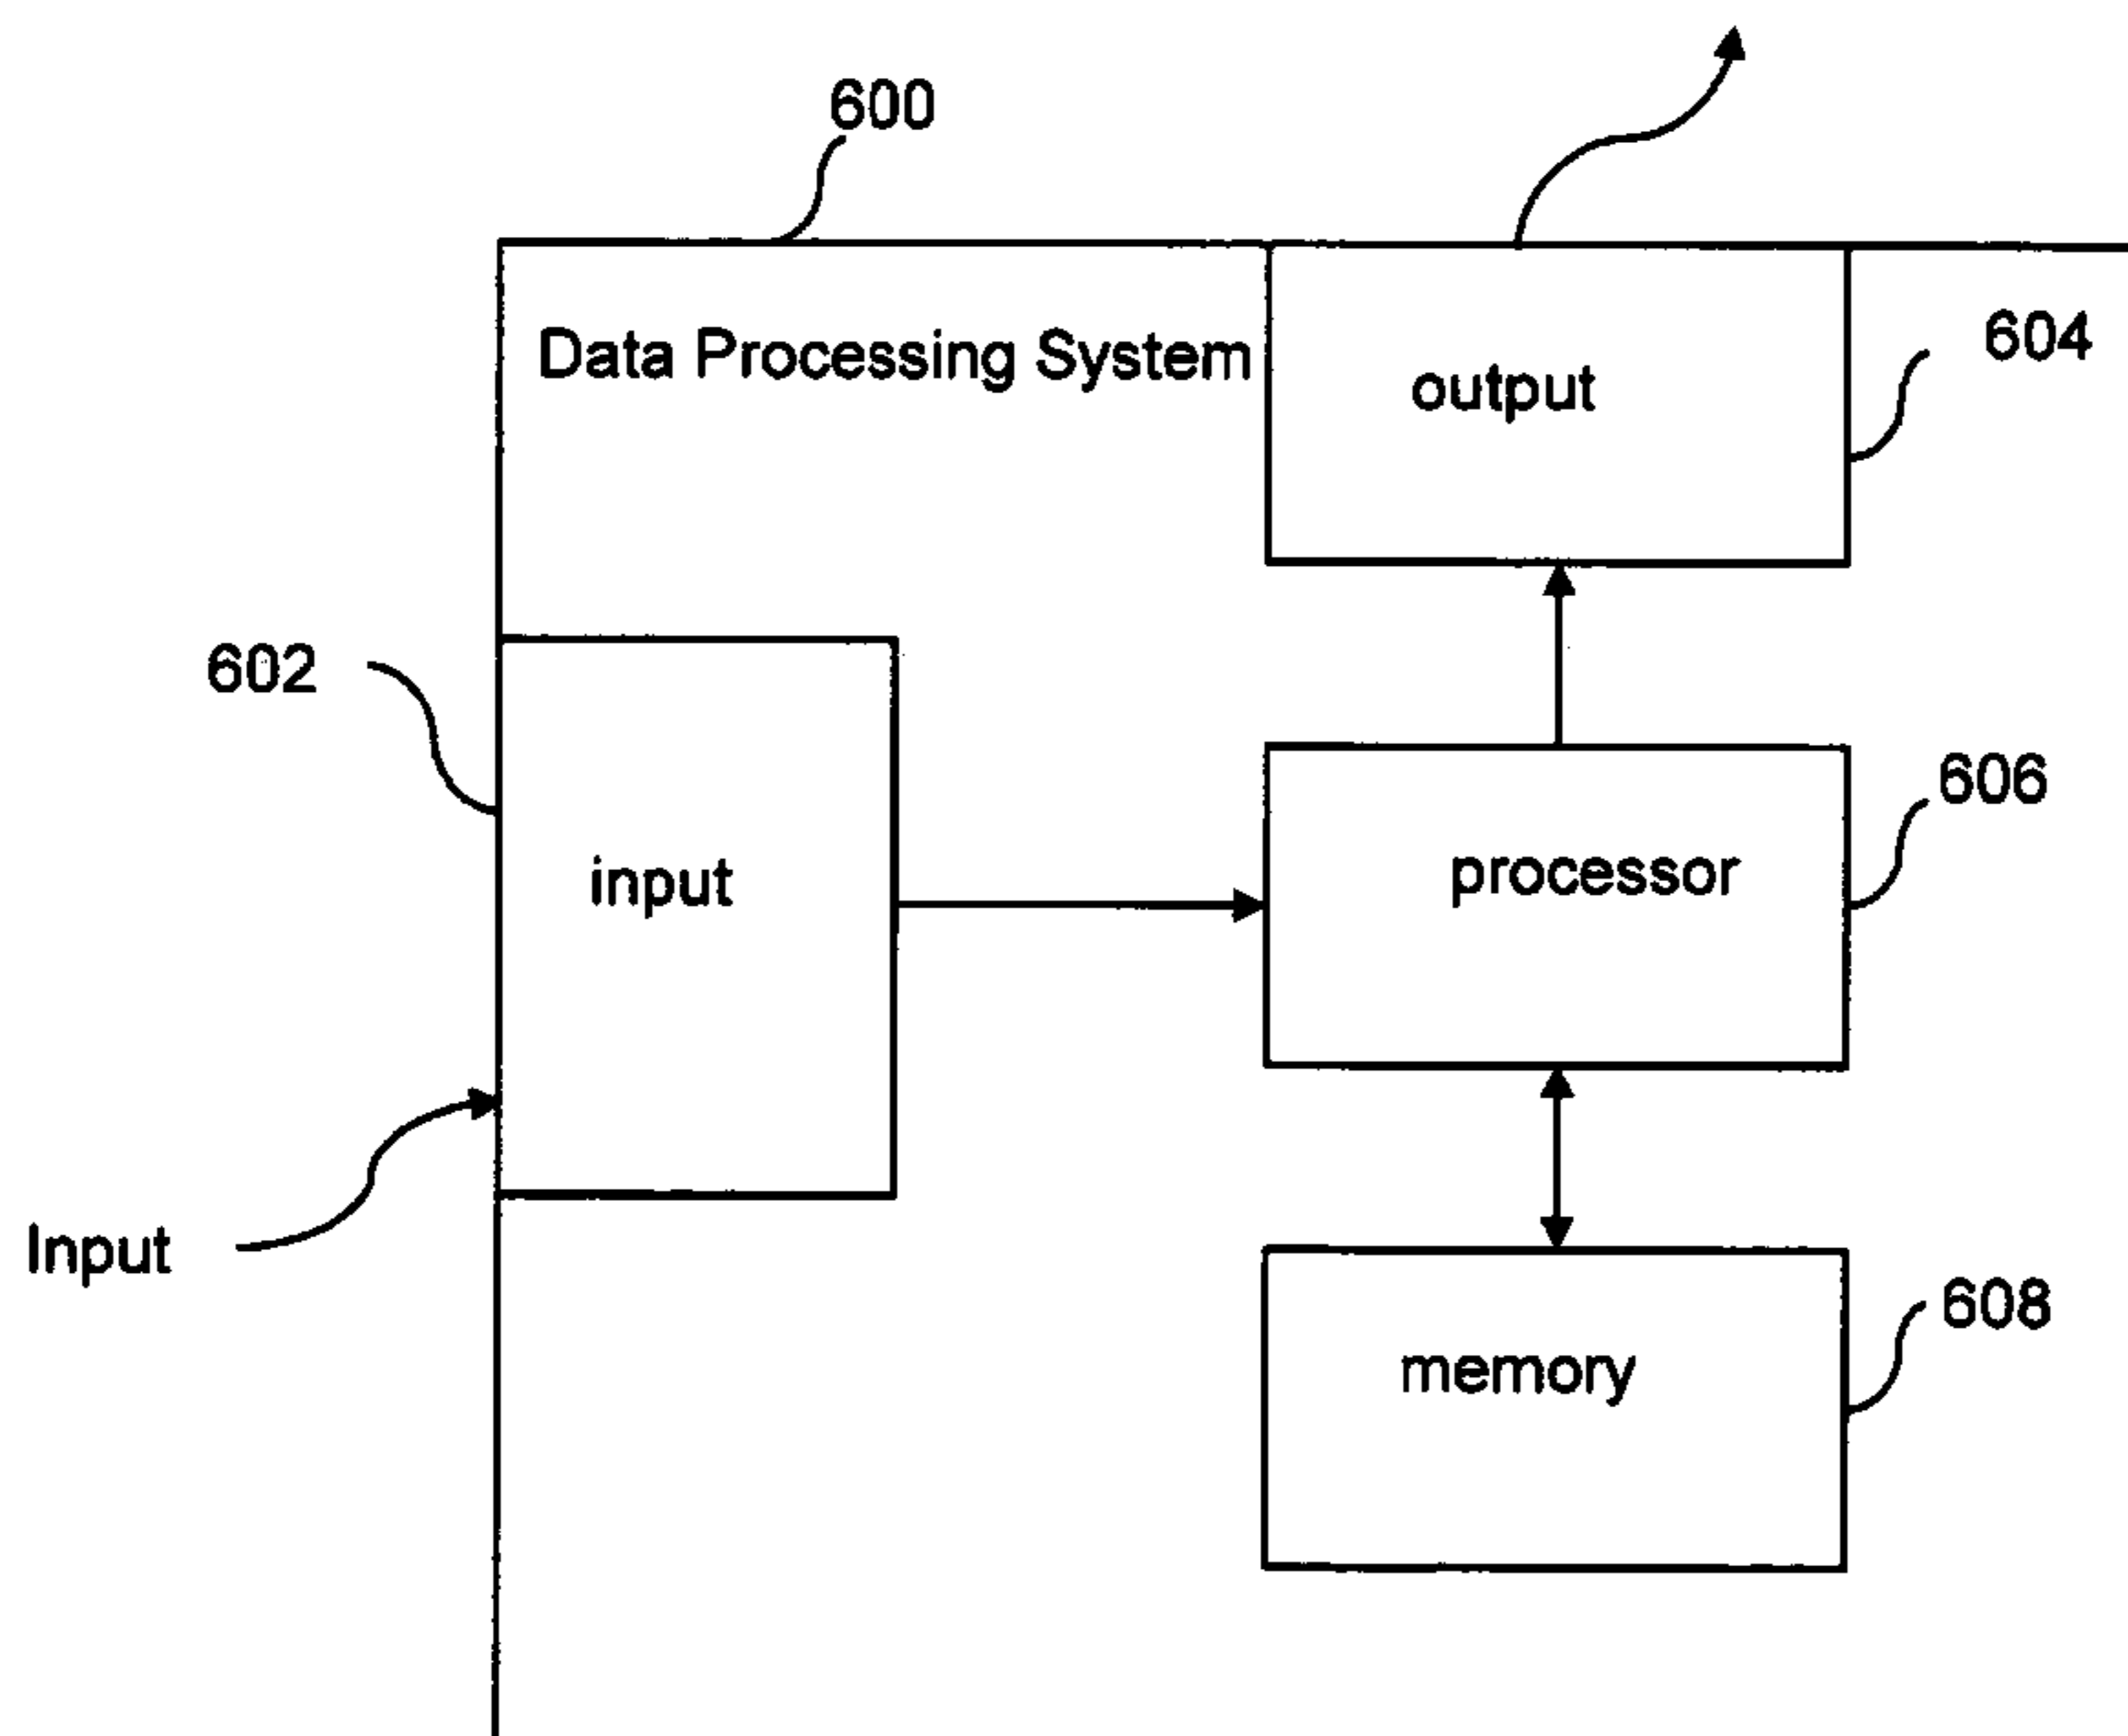 600
Data Processing System
output
604
602
input
processor
606
Input
memory
608